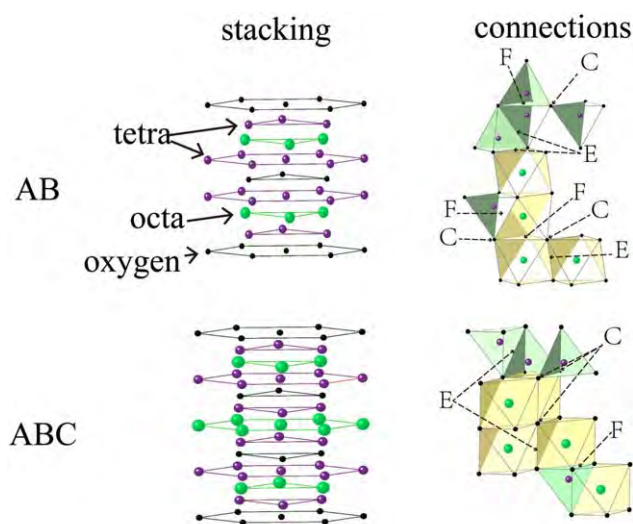 stacking
connections
F
C
tetra
E
AB
octa
F
F
C
C
oxygen
E
C
E
ABC
F